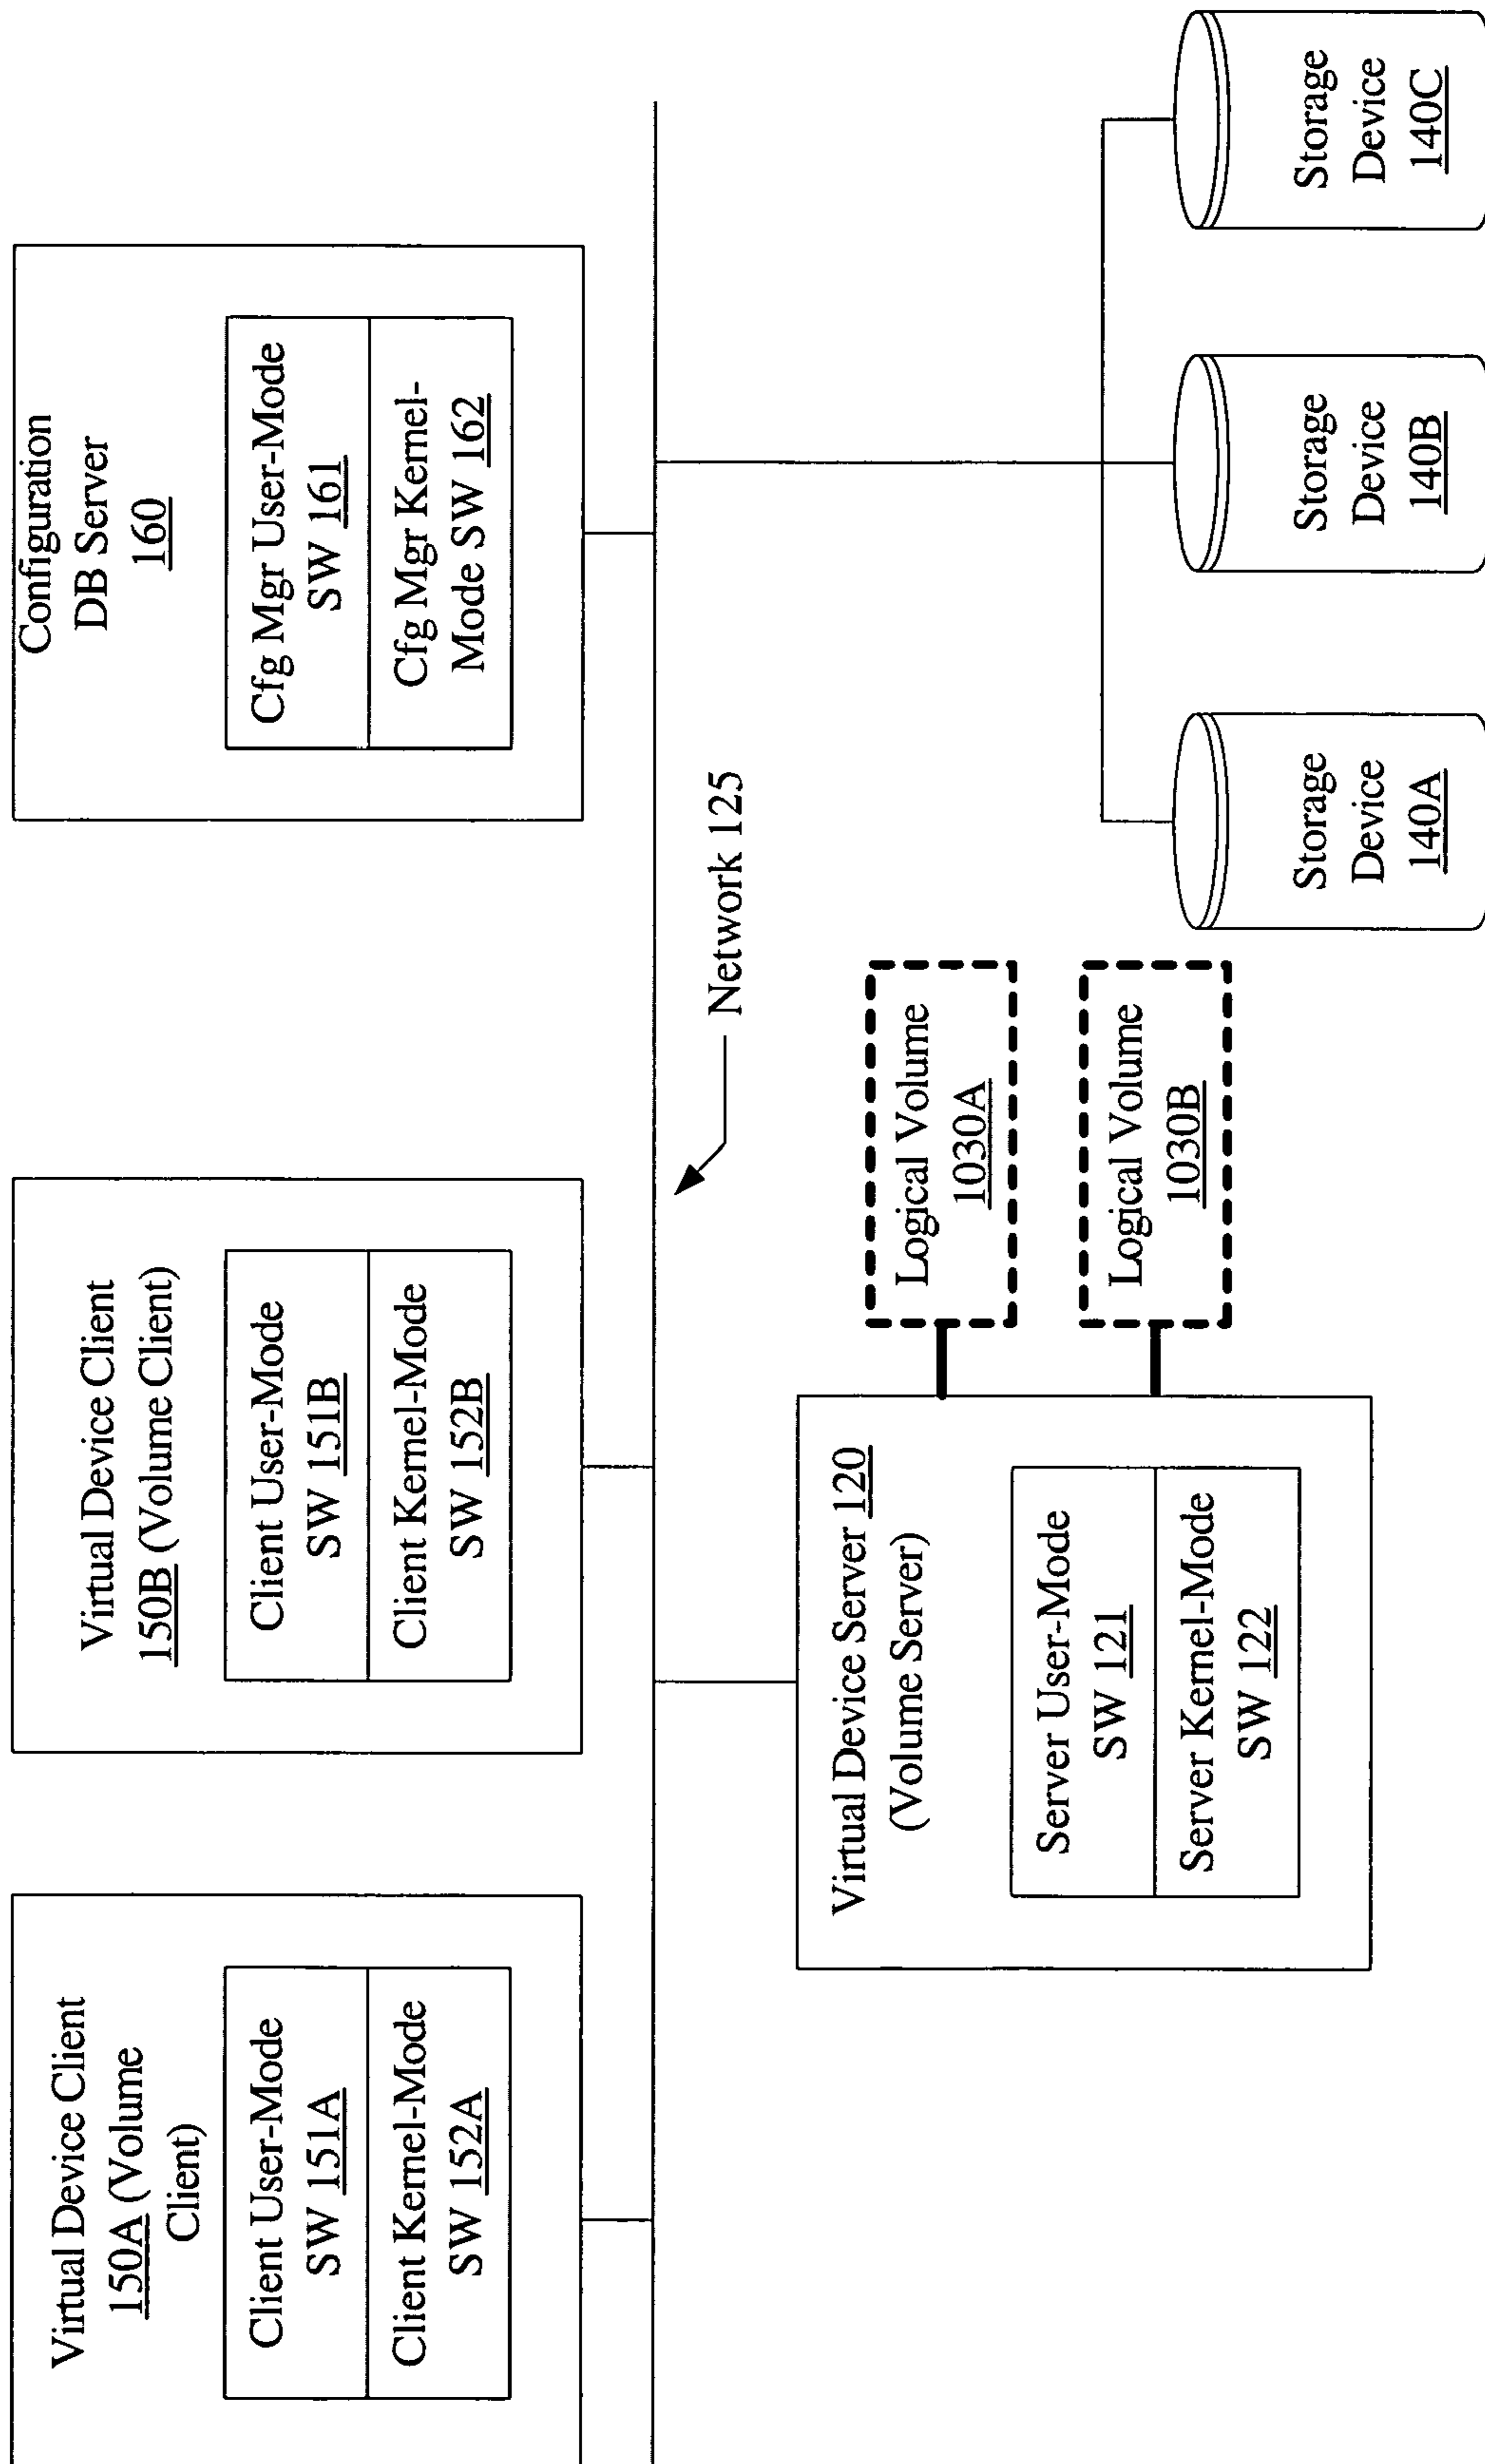 Virtual Device Client
150A (Volume
Client)
Client User-Mode
SW 151A
Client Kernel-Mode
SW 152A
Virtual Device Client
150B (Volume Client)
Client User-Mode
SW 151B
Client Kernel-Mode
SW 152B
Configuration
DB Server
160
Cfg Mgr User-Mode
SW 161
Cfg Mgr Kernel-
Mode SW 162
Network 125
Virtual Device Server 120
(Volume Server)
Server User-Mode
SW 121
Server Kernel-Mode
SW 122
Logical Volume
1030A
Logical Volume
1030B
Storage
Device
140A
Storage
Device
140B
Storage
Device
140C